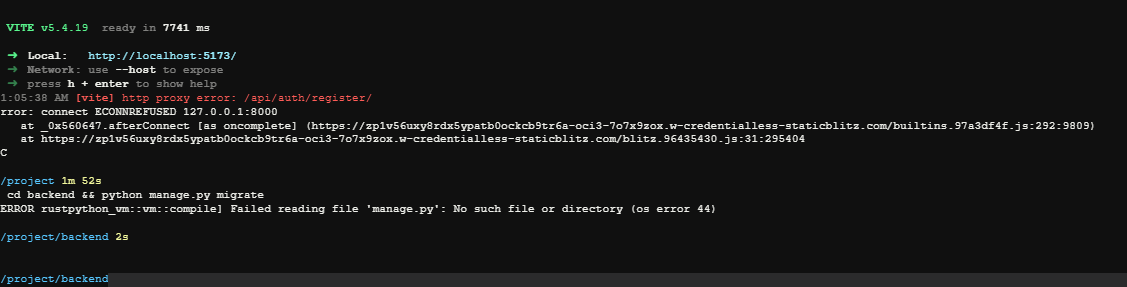 VITE v5.4.19 ready in 7741 ms
➜ Local: http://localhost:5173/
➜ Network: use --host to expose
➜ press h + enter to show help
1:05:38 AM [vite] http proxy error: /api/auth/register/
rror: connect ECONNREFUSED 127.0.0.1:8000
at _0x560647.afterConnect [as oncomplete] (https://zp1v56uxy8rdx5ypatb0ockcb9tr6a-oci3-7o7x9zox.w-credentialless-staticblitz.com/builtins.97a3df4f.js:292:9809)
at https://zp1v56uxy8rdx5ypatb0ockcb9tr6a-oci3-7o7x9zox.w-credentialless-staticblitz.com/blitz.96435430.js:31:295404
C
/project 1m 52s
cd backend && python manage.py migrate
ERROR rustpython_vm::vm::compile] Failed reading file 'manage.py': No such file or directory (os error 44)
/project/backend 2s
/project/backend